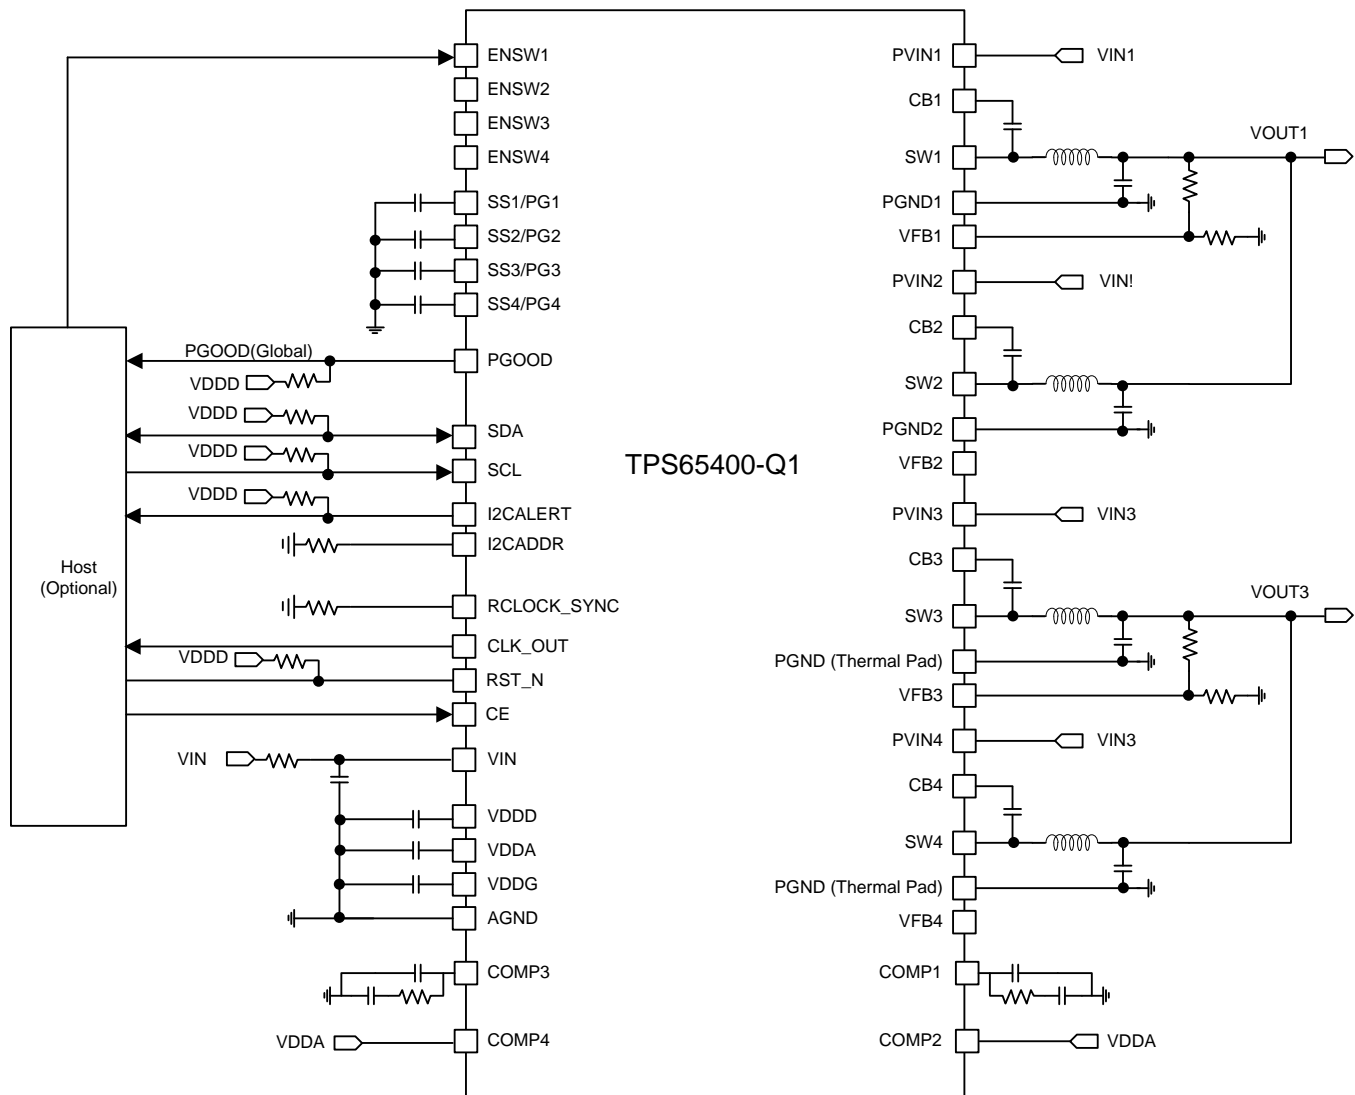 ENSW1
ENSW2
ENSW3
ENSW4
SS1/PG1
SS2/PG2
SS3/PG3
SS4/PG4
PGOOD(Global)
PGOOD
VDDD
VDDD
SDA
VDDD
SCL
VDDD
I2CALERT
I2CADDR
Host
(Optional)
RCLOCK_SYNC
CLK_OUT
VDDD
RST_N
CE
VIN
VIN
VDDD
VDDA
VDDG
AGND
COMP3
VDDA
COMP4
TPS65400-Q1
PVIN1
VIN1
CB1
VOUT1
SW1
PGND1
VFB1
PVIN2
VIN!
CB2
SW2
PGND2
VFB2
PVIN3
VIN3
CB3
VOUT3
SW3
PGND (Thermal Pad)
VFB3
PVIN4
VIN3
CB4
SW4
PGND (Thermal Pad)
VFB4
COMP1
COMP2
VDDA